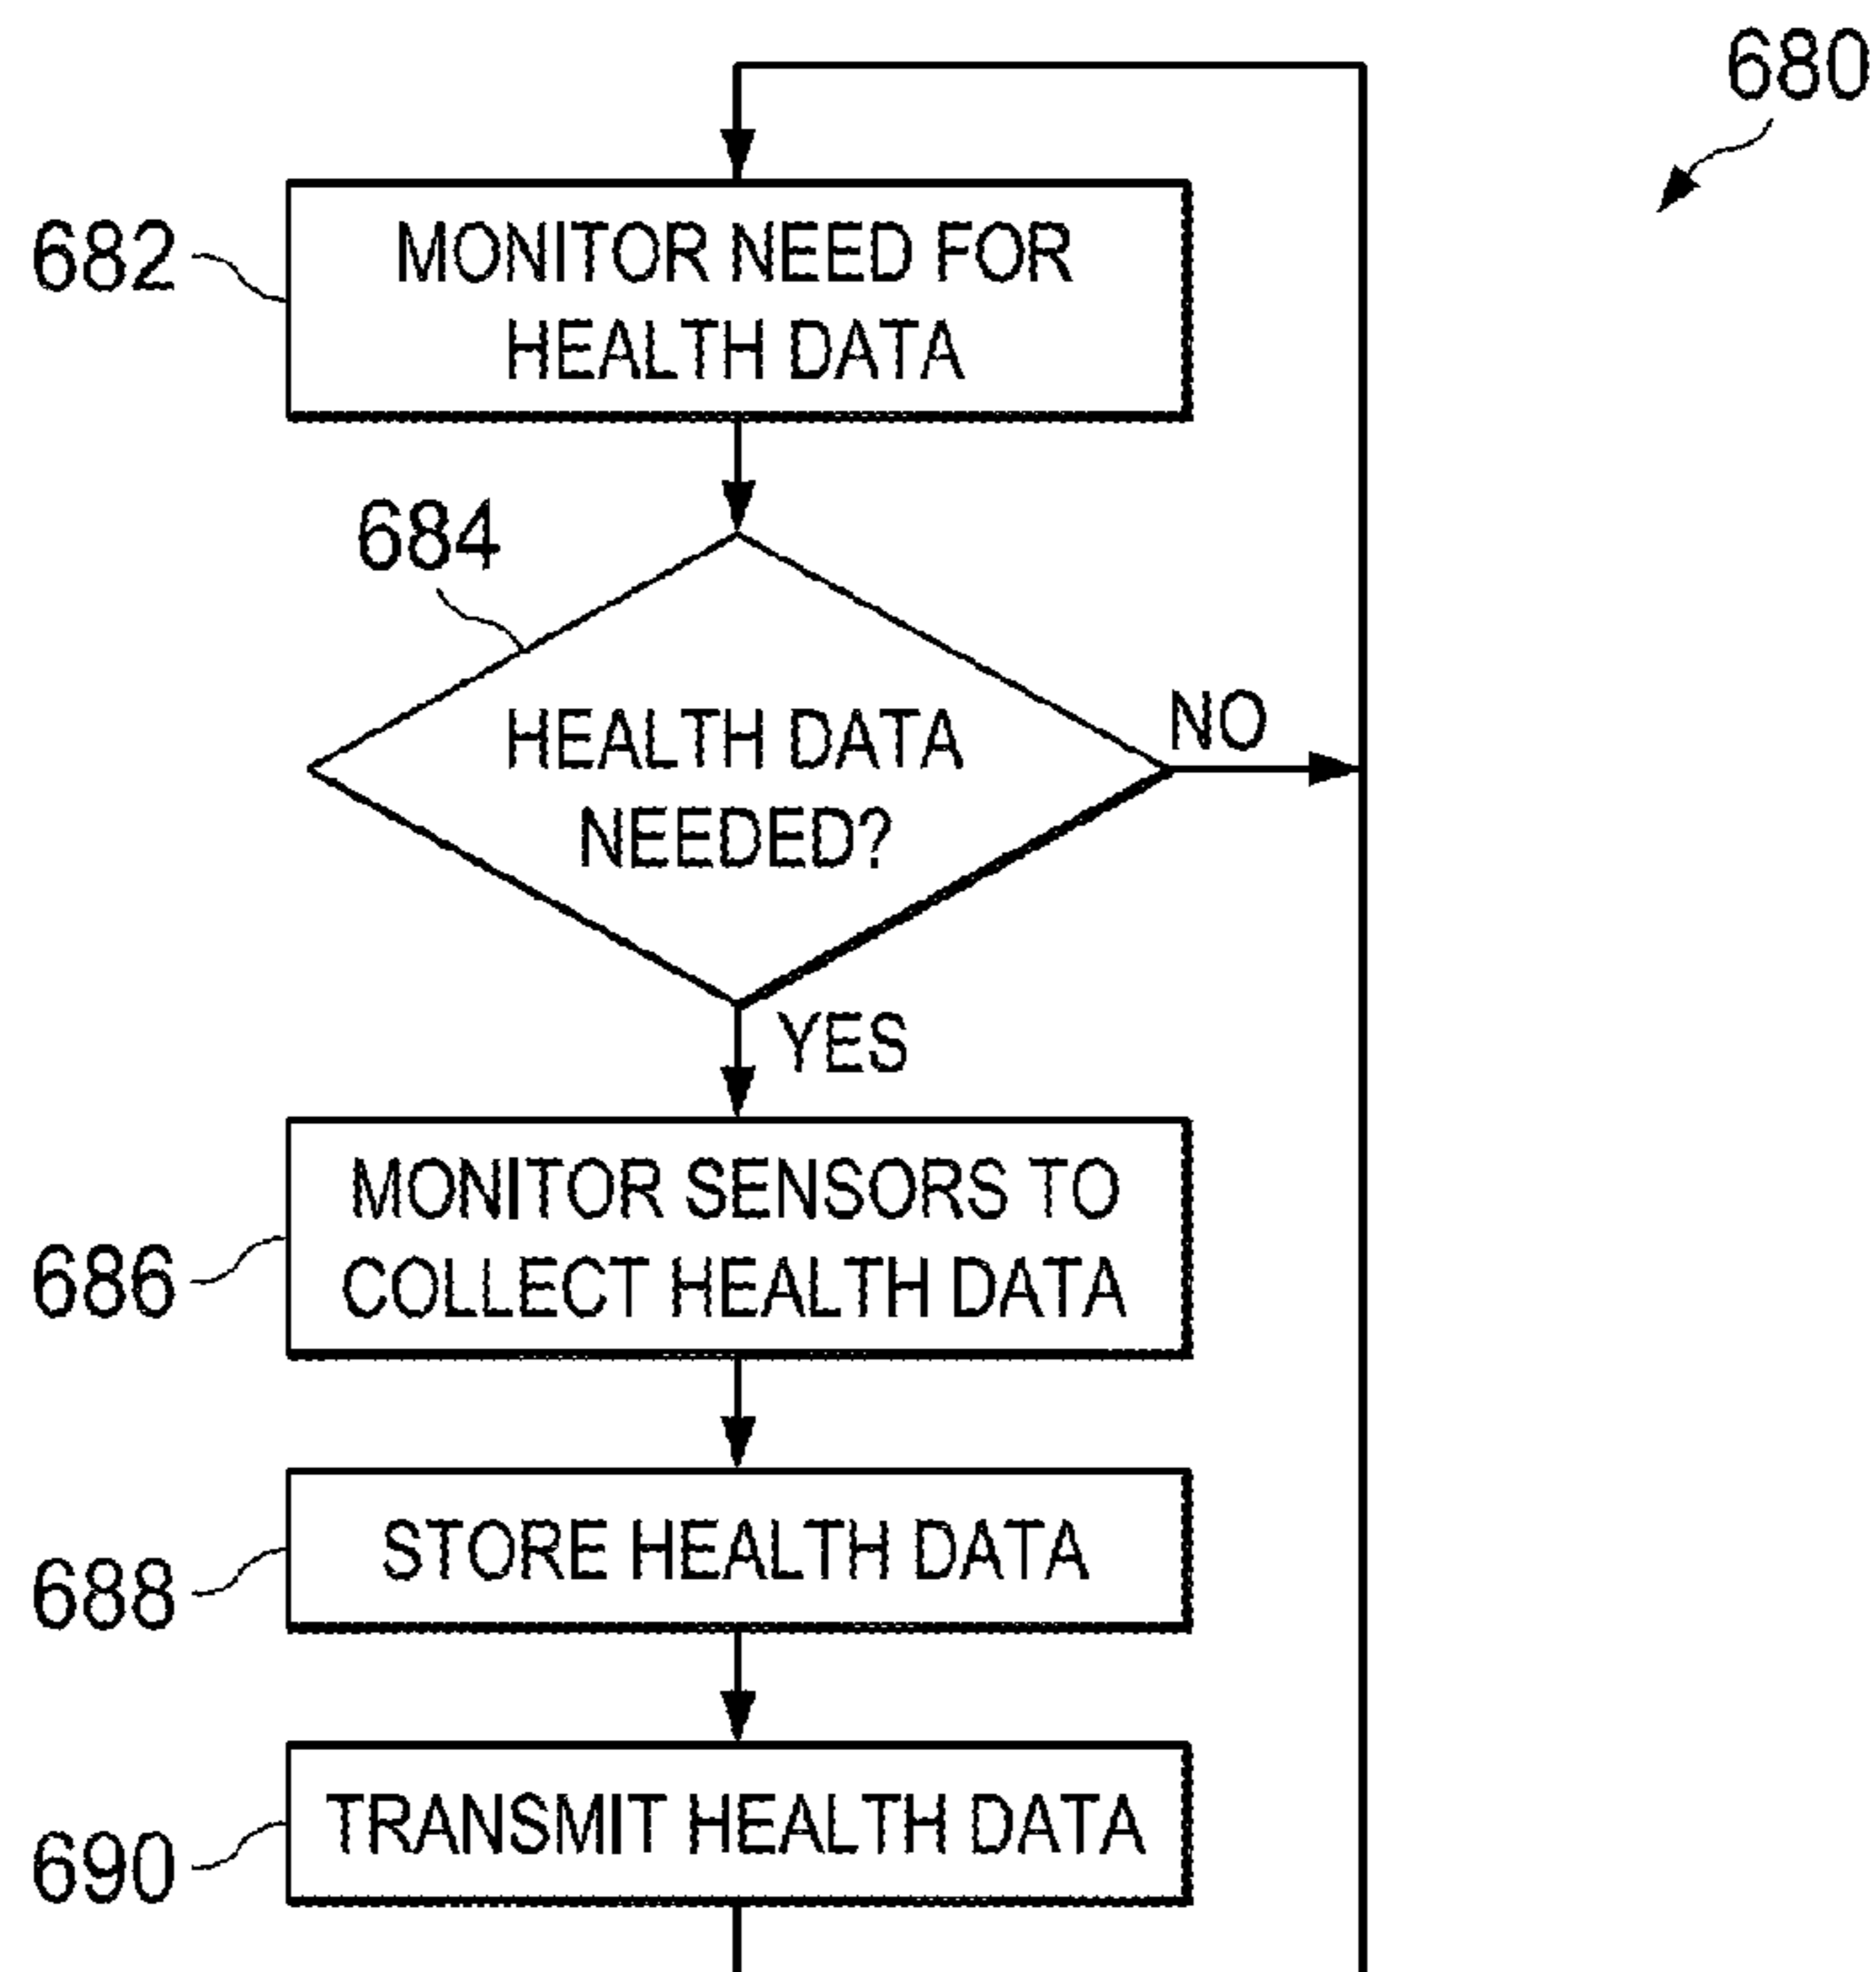 680
682
MONITOR NEED FOR
HEALTH DATA
684
HEALTH DATA
NEEDED?
NO
YES
686
MONITOR SENSORS TO
COLLECT HEALTH DATA
688
STORE HEALTH DATA
690
TRANSMIT HEALTH DATA